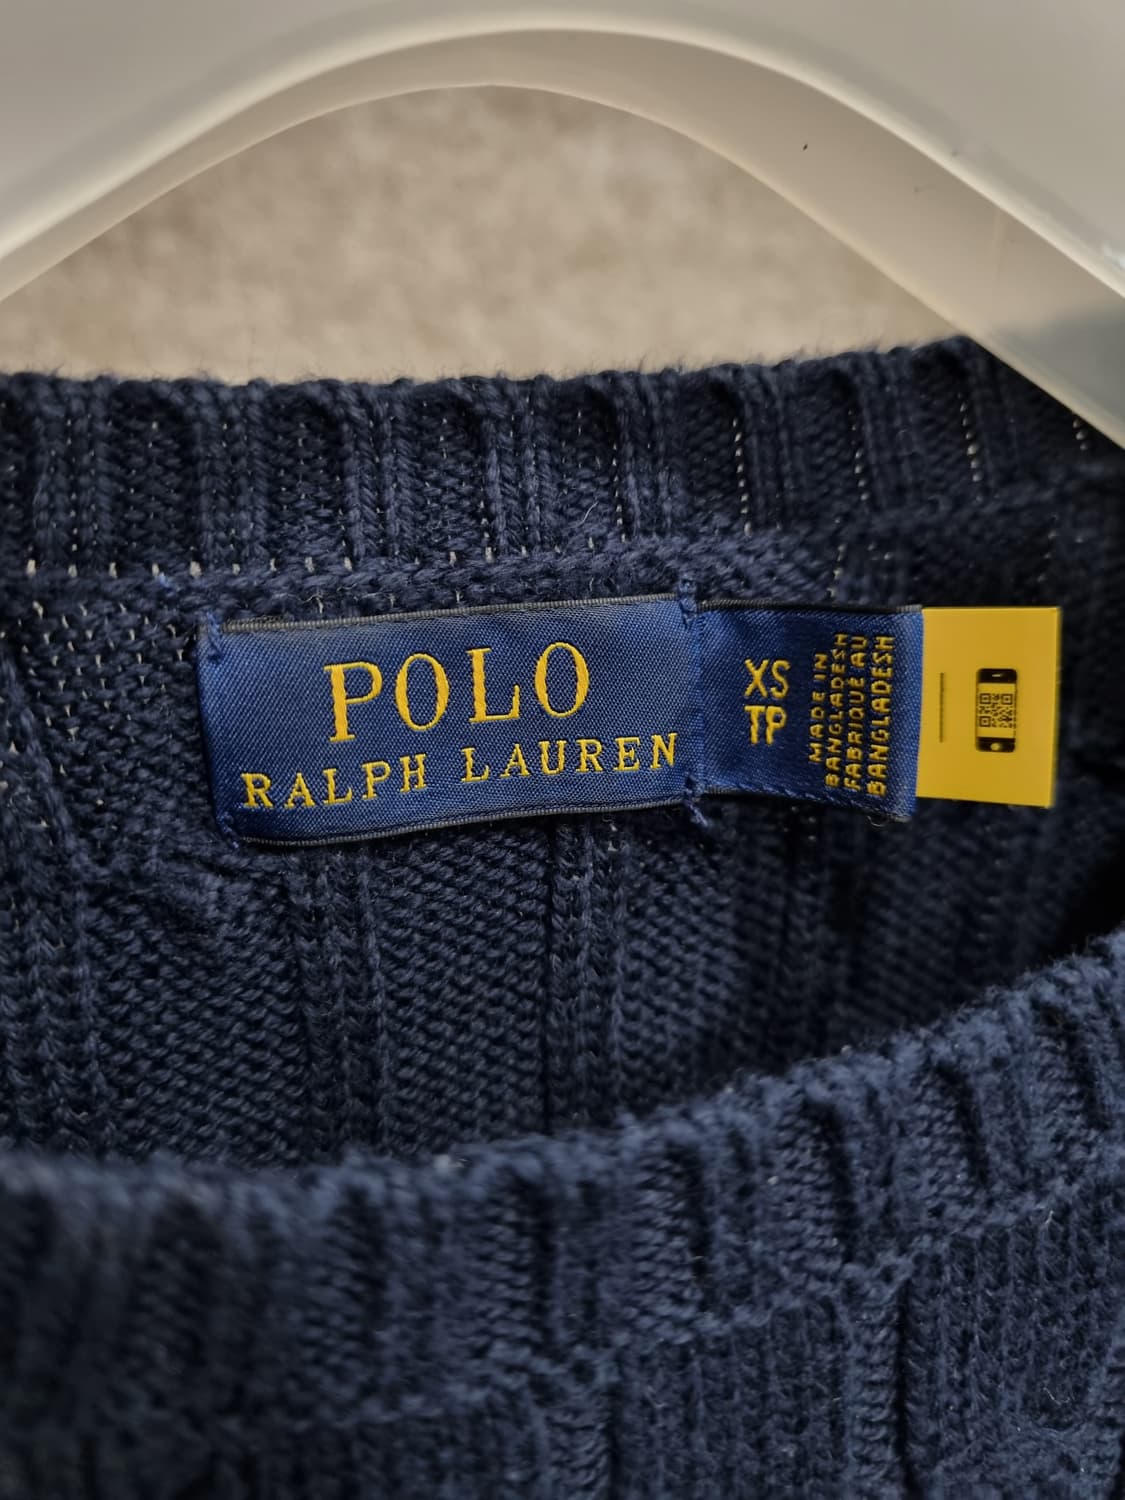 POLO
RALPH LAUREN
XS
TP
MADE IN
BANGLADESH
FABRIQUÉ AU
BANGLADESH